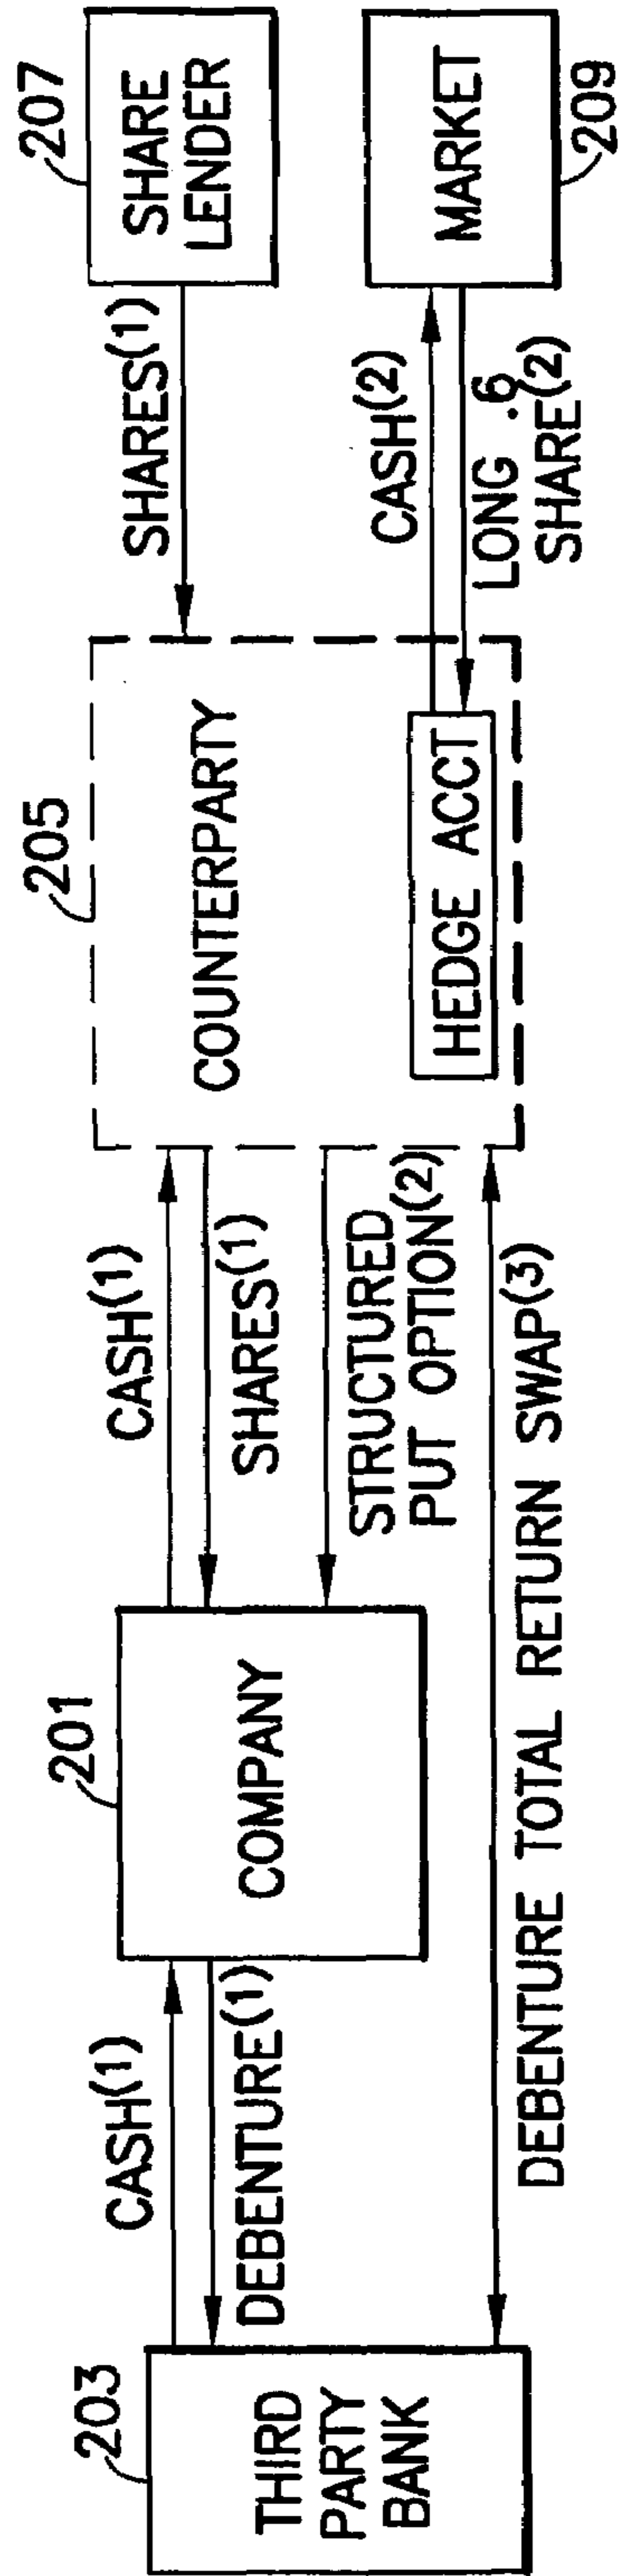 203
THIRD
PARTY
BANK
CASH(1)
DEBENTURE(1)
201
COMPANY
CASH(1)
SHARES(1)
STRUCTURED
PUT OPTION(2)
DEBENTURE TOTAL RETURN SWAP(3)
205
COUNTERPARTY
HEDGE ACCT
SHARES(1)
207
SHARE
LENDER
CASH(2)
LONG .6
SHARE(2)
MARKET
209